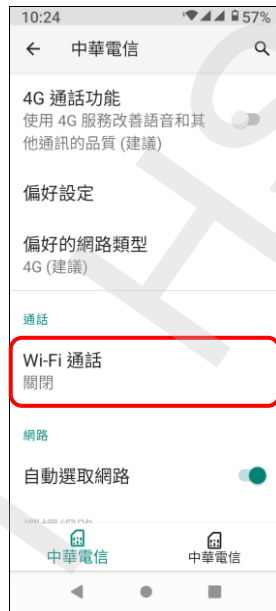 10:24 57%
中華電信
4G 通話功能
使用 4G 服務改善語音和其
他通訊的品質 (建議)
偏好設定
偏好的網路類型
4G (建議)
通話
Wi-Fi 通話
關閉
網路
自動選取網路
中華電信 中華電信